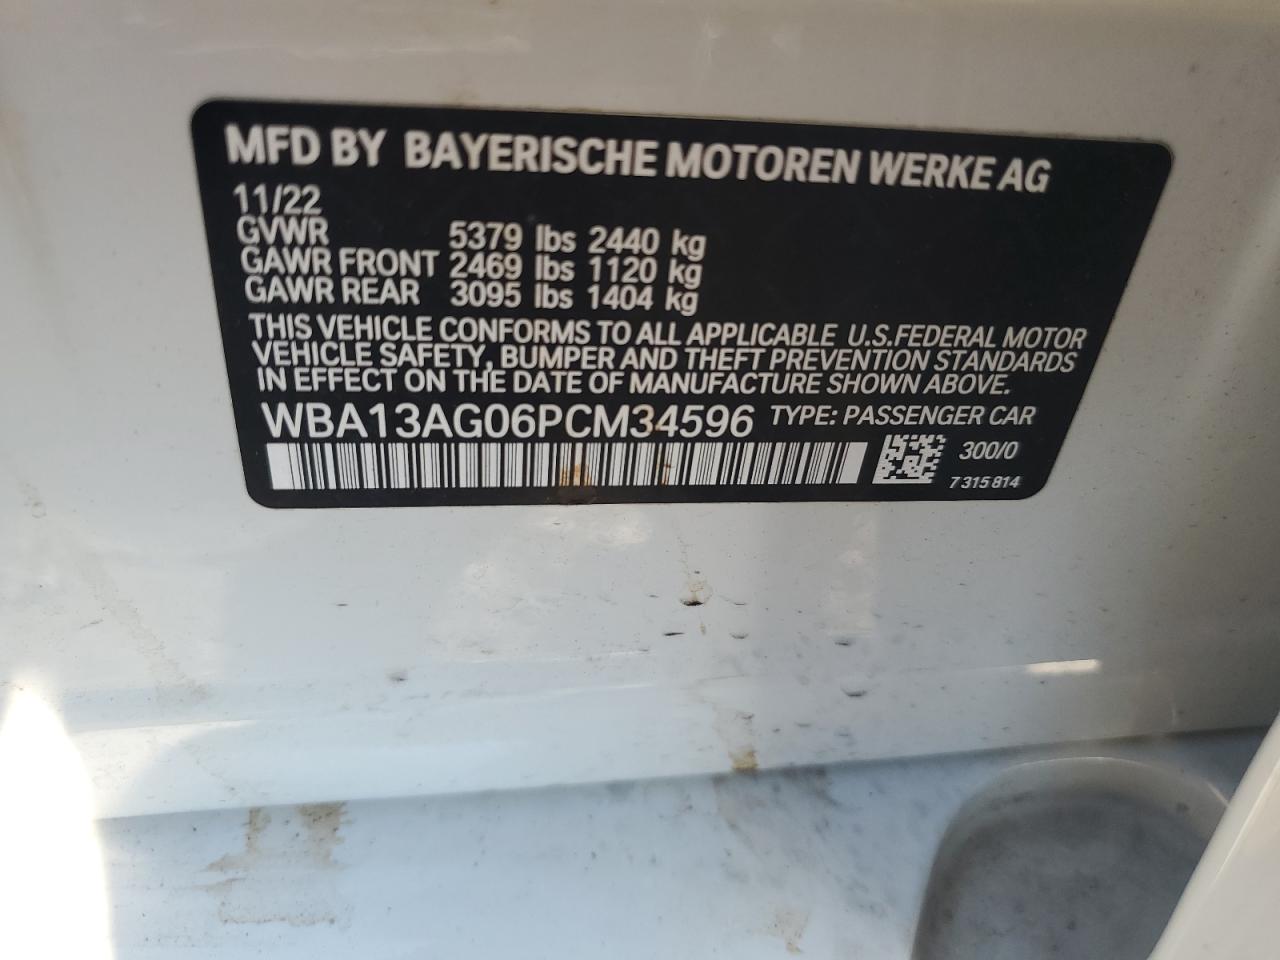 MFD BY BAYERISCHE MOTOREN WERKE AG
11/22
GVWR 5379 lbs 2440 kg
GAWR FRONT 2469 lbs 1120 kg
GAWR REAR 3095 lbs 1404 kg
THIS VEHICLE CONFORMS TO ALL APPLICABLE U.S.FEDERAL MOTOR
VEHICLE SAFETY, BUMPER AND THEFT PREVENTION STANDARDS
IN EFFECT ON THE DATE OF MANUFACTURE SHOWN ABOVE.
WBA13AG06PCM34596 TYPE: PASSENGER CAR
300/0
7 315 814